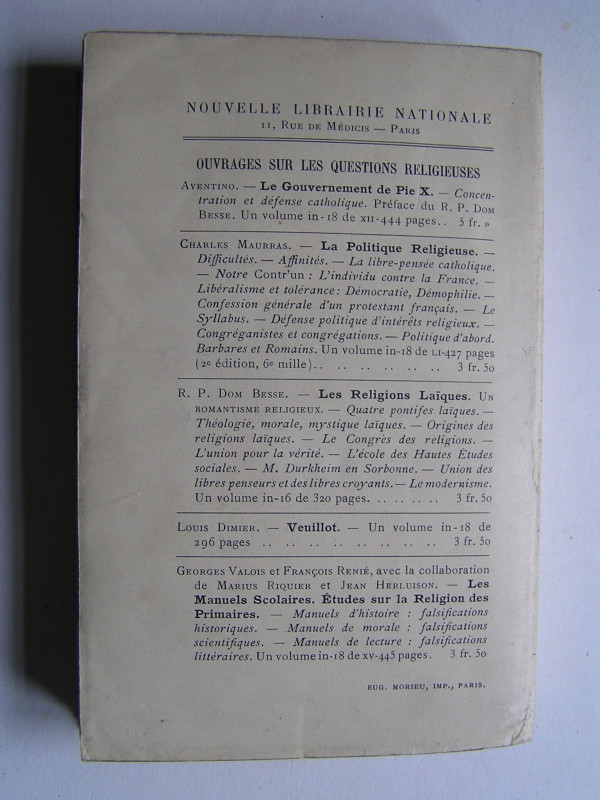 NOUVELLE LIBRAIRIE NATIONALE
11, RUE DE MÉDICIS — PARIS
OUVRAGES SUR LES QUESTIONS RELIGIEUSES
AVENTINO. — Le Gouvernement de Pie X. — Concen-
tration et défense catholique. Préface du R. P. DOM
BESSE. Un volume in-18 de XII-444 pages.. 5 fr. »
CHARLES MAURRAS. — La Politique Religieuse. —
Difficultés. — Affinités. — La libre-pensée catholique.
— Notre Contr'un : L'individu contre la France. —
Libéralisme et tolérance : Démocratie, Démophilie. —
Confession générale d'un protestant français. — Le
Syllabus. — Défense politique d'intérêts religieux. —
Congréganistes et congrégations. — Politique d'abord.
Barbares et Romains. Un volume in-18 de LI-427 pages
(2e édition, 6e mille).. .. .. .. .. .. 3 fr. 50
R. P. DOM BESSE. — Les Religions Laïques. UN
ROMANTISME RELIGIEUX. — Quatre pontifes laïques. —
Théologie, morale, mystique laïques. — Origines des
religions laïques. — Le Congrès des religions. —
L'union pour la vérité. — L'école des Hautes Études
sociales. — M. Durkheim en Sorbonne. — Union des
libres penseurs et des libres croyants. — Le modernisme.
Un volume in-16 de 320 pages. .. .. .. .. 3 fr. 50
LOUIS DIMIER. — Veuillot. — Un volume in-18 de
296 pages .. .. .. .. .. .. .. .. 3 fr. 50
GEORGES VALOIS et FRANÇOIS RENIÉ, avec la collaboration
de MARIUS RIQUIER et JEAN HERLUISON. — Les
Manuels Scolaires. Études sur la Religion des
Primaires. — Manuels d'histoire : falsifications
historiques. — Manuels de morale : falsifications
scientifiques. — Manuels de lecture : falsifications
littéraires. Un volume in-18 de XV-445 pages. 3 fr. 50
EUG. MORIEU, IMP., PARIS.